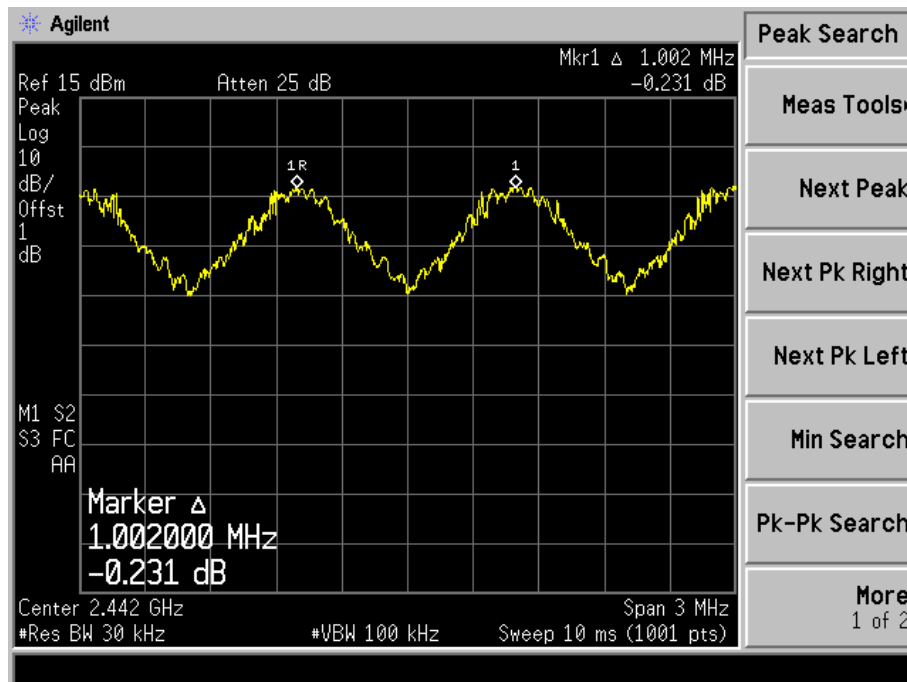 Agilent
Peak Search
Mkr1 Δ 1.002 MHz
Ref 15 dBm Atten 25 dB -0.231 dB
Peak
Log
10
dB/
Offst
1
dB
1R
1
M1 S2
S3 FC
AA
Marker Δ
1.002000 MHz
-0.231 dB
Center 2.442 GHz Span 3 MHz
#Res BW 30 kHz #VBW 100 kHz Sweep 10 ms (1001 pts)
Meas Tools
Next Peak
Next Pk Right
Next Pk Left
Min Search
Pk-Pk Search
More
1 of 2